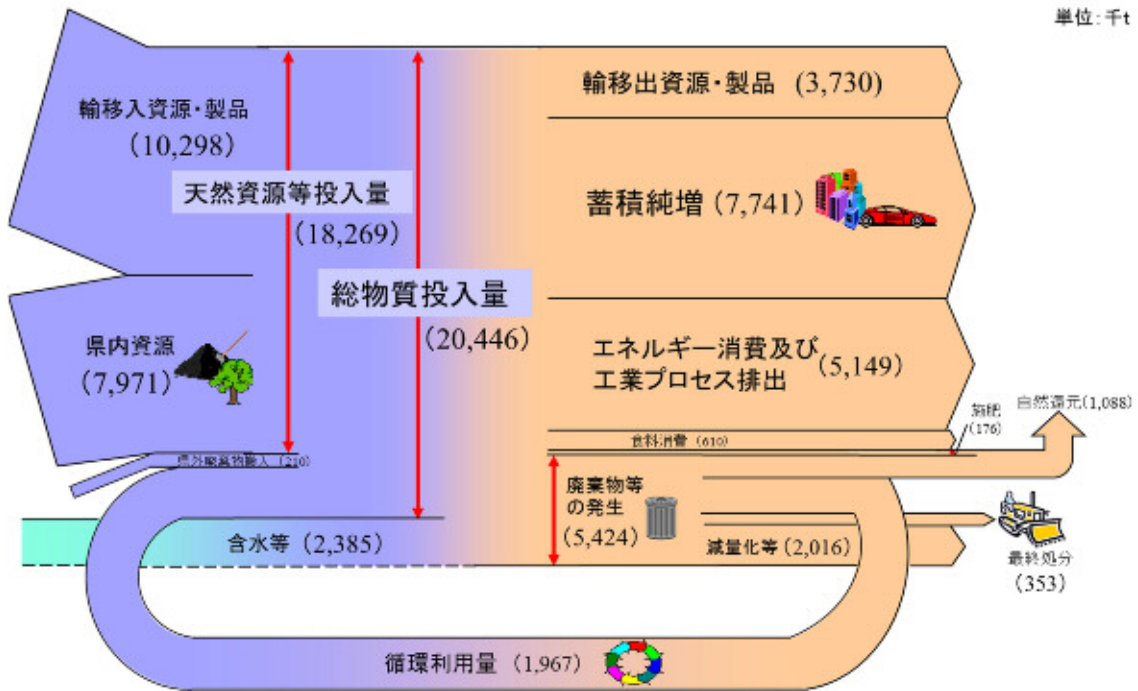 単位：千t
輸移入資源・製品
（10,298）
天然資源等投入量
（18,269）
総物質投入量
（20,446）
県内資源
（7,971）
県外廃棄物搬入（210）
含水等（2,385）
循環利用量（1,967）
輸移出資源・製品（3,730）
蓄積純増（7,741）
エネルギー消費及び
工業プロセス排出
（5,149）
食料消費（610）
施肥
（176）
自然還元（1,088）
廃棄物等
の発生
（5,424）
減量化等（2,016）
最終処分
（353）